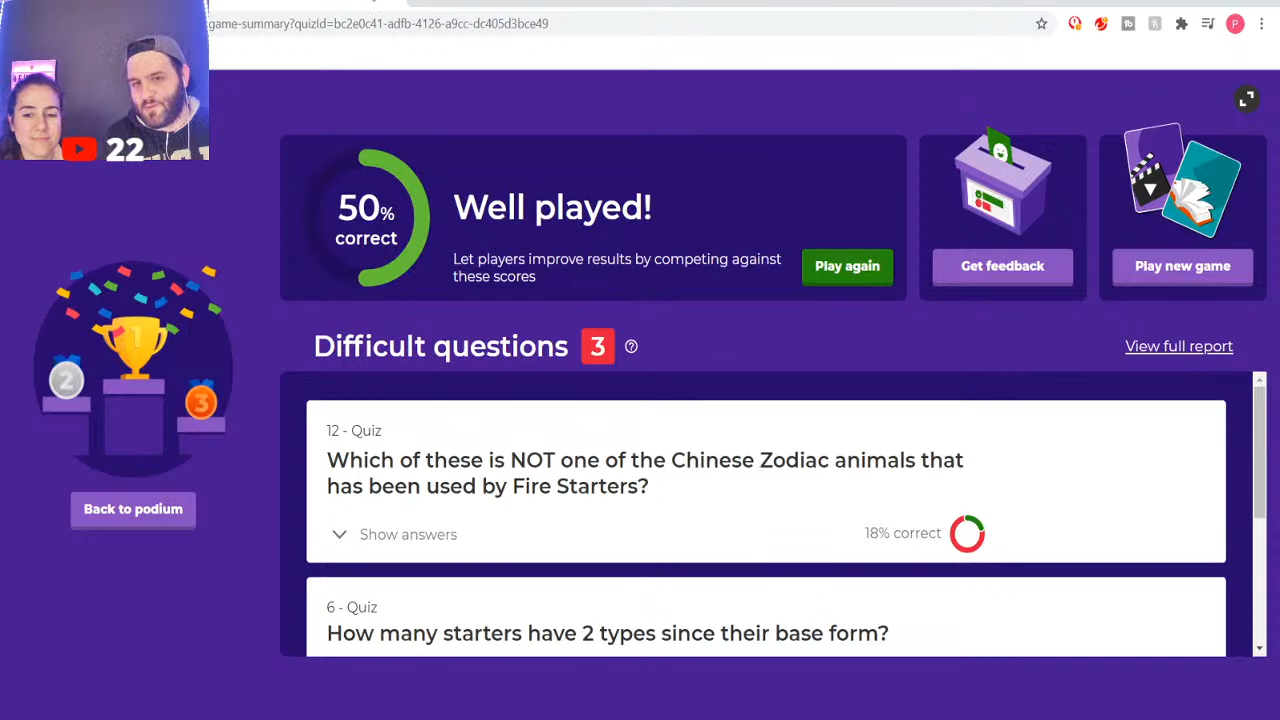 game-summary?quizId=bc2e0c41-adfb-4126-a9cc-dc405d3bce49
22
50%
correct
Well played!
Let players improve results by competing against
these scores
Play again
Get feedback
Play new game
1
2
3
Back to podium
Difficult questions 3
View full report
12 - Quiz
Which of these is NOT one of the Chinese Zodiac animals that
has been used by Fire Starters?
Show answers
18% correct
6 - Quiz
How many starters have 2 types since their base form?
P